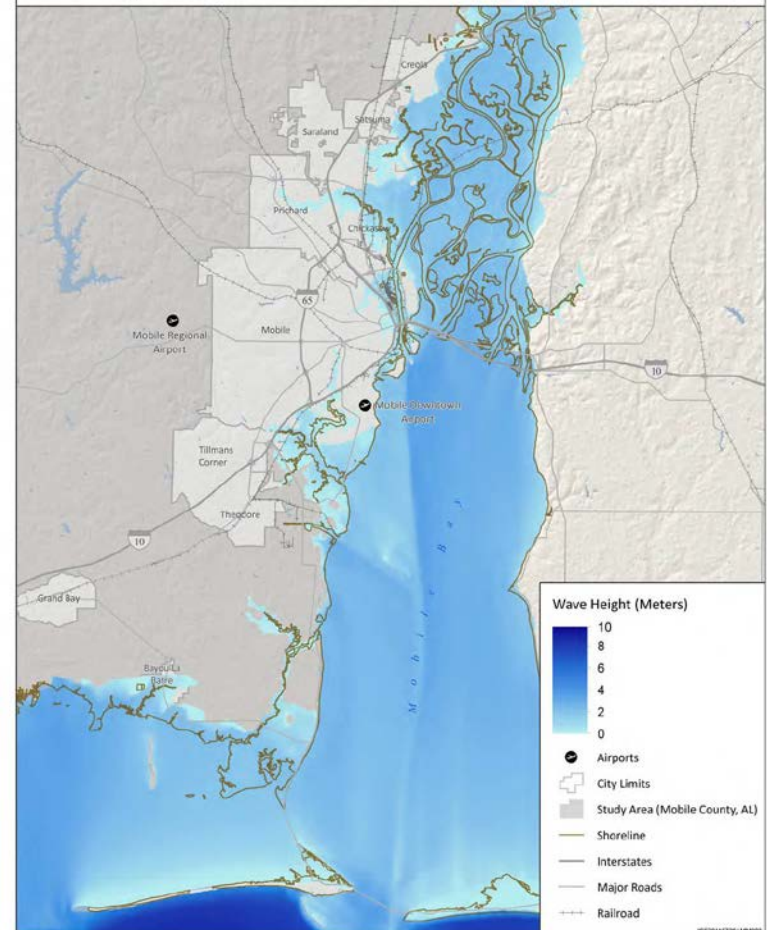 Creola
Satsuma
Saraland
Prichard
Chickasaw
65
Mobile
Mobile Regional
Airport
10
Mobile Downtown
Airport
Tillmans
Corner
Theodore
10
Mobile Bay
Grand Bay
Bayou La
Batre
Wave Height (Meters)
10
8
6
4
2
0
Airports
City Limits
Study Area (Mobile County, AL)
Shoreline
Interstates
Major Roads
Railroad